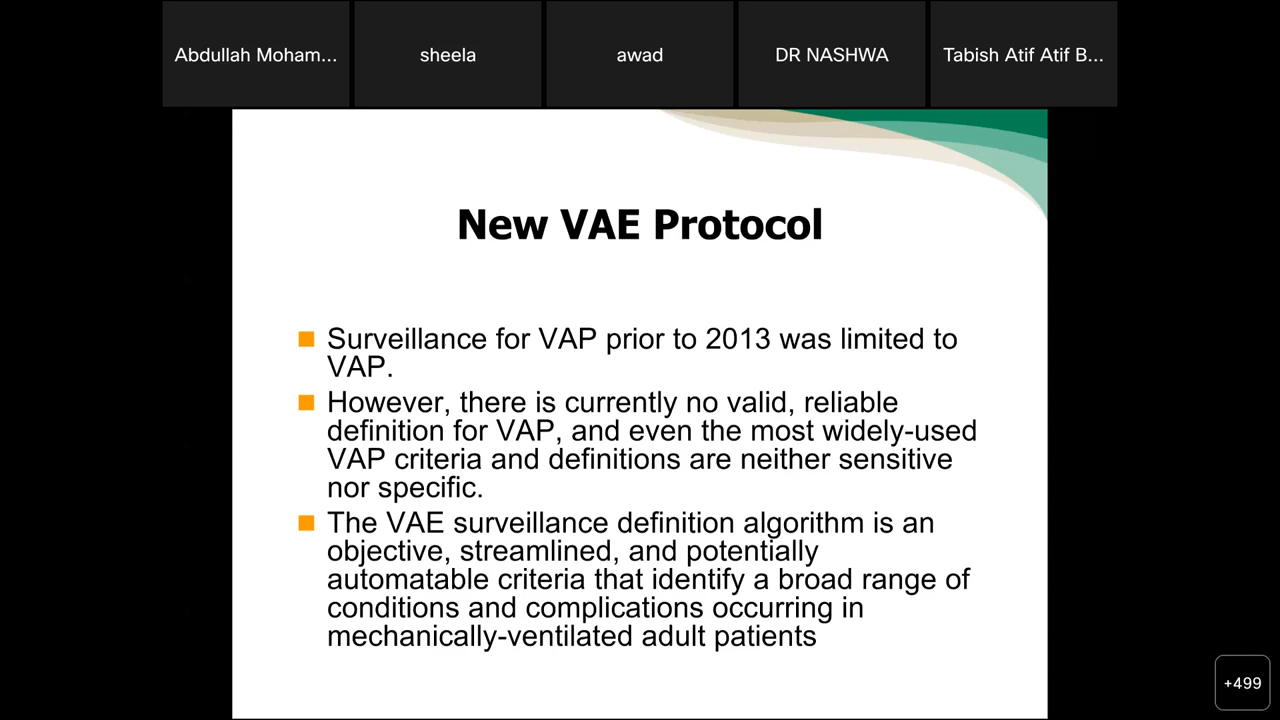 Abdullah Moham...
sheela
awad
DR NASHWA
Tabish Atif Atif B...
New VAE Protocol
Surveillance for VAP prior to 2013 was limited to
VAP.
However, there is currently no valid, reliable
definition for VAP, and even the most widely-used
VAP criteria and definitions are neither sensitive
nor specific.
The VAE surveillance definition algorithm is an
objective, streamlined, and potentially
automatable criteria that identify a broad range of
conditions and complications occurring in
mechanically-ventilated adult patients
+499